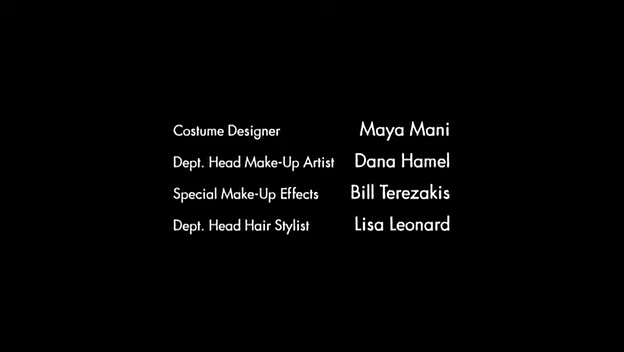 Costume Designer Maya Mani
Dept. Head Make-Up Artist Dana Hamel
Special Make-Up Effects Bill Terezakis
Dept. Head Hair Stylist Lisa Leonard